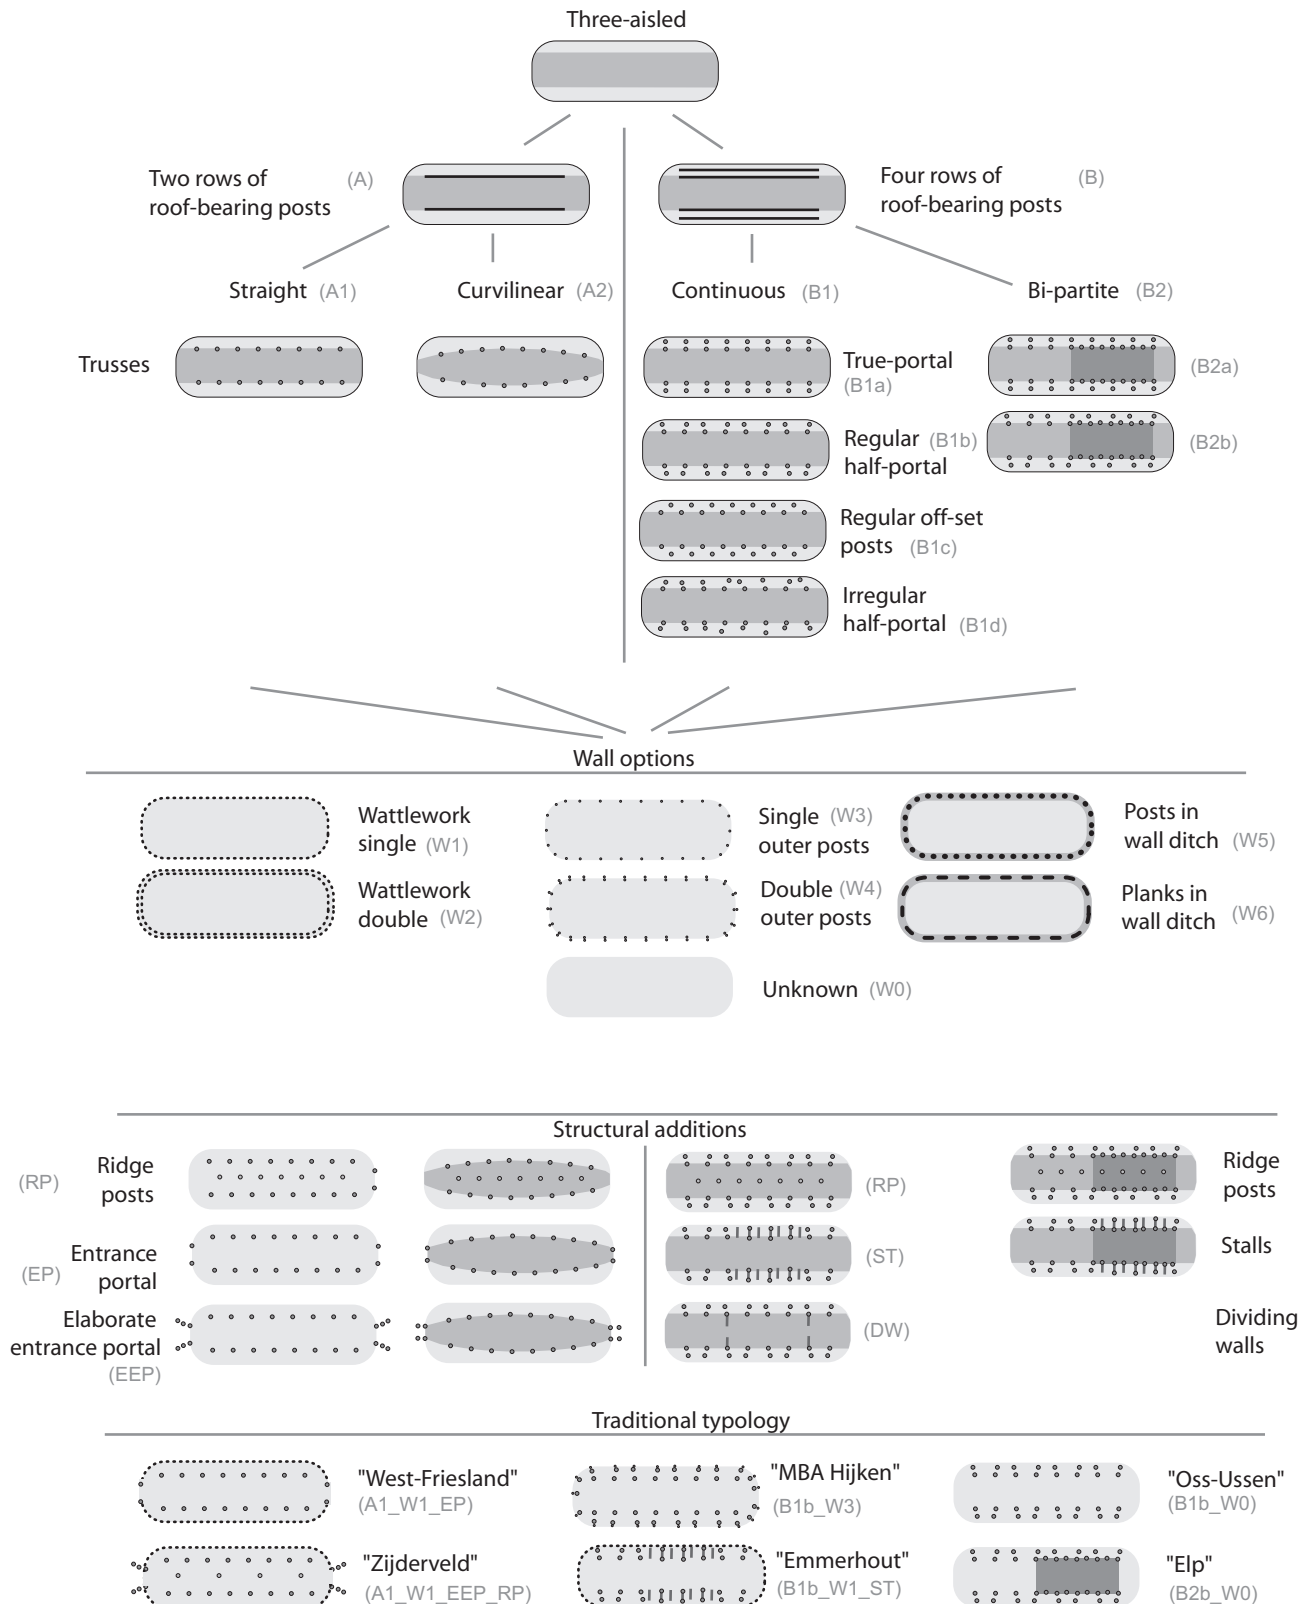 Three-aisled
Two rows of (A)
roof-bearing posts
Four rows of (B)
roof-bearing posts
Straight (A1)
Curvilinear (A2)
Continuous (B1)
Bi-partite (B2)
Trusses
True-portal
(B1a)
(B2a)
Regular (B1b)
half-portal
(B2b)
Regular off-set
posts (B1c)
Irregular
half-portal (B1d)
Wall options
Wattlework
single (W1)
Single (W3)
outer posts
Posts in
wall ditch (W5)
Wattlework
double (W2)
Double (W4)
outer posts
Planks in
wall ditch (W6)
Unknown (W0)
Structural additions
(RP) Ridge
posts
(RP)
Ridge
posts
(EP) Entrance
portal
(ST)
Stalls
Elaborate
entrance portal
(EEP)
(DW)
Dividing
walls
Traditional typology
"West-Friesland"
(A1_W1_EP)
"MBA Hijken"
(B1b_W3)
"Oss-Ussen"
(B1b_W0)
"Zijderveld"
(A1_W1_EEP_RP)
"Emmerhout"
(B1b_W1_ST)
"Elp"
(B2b_W0)